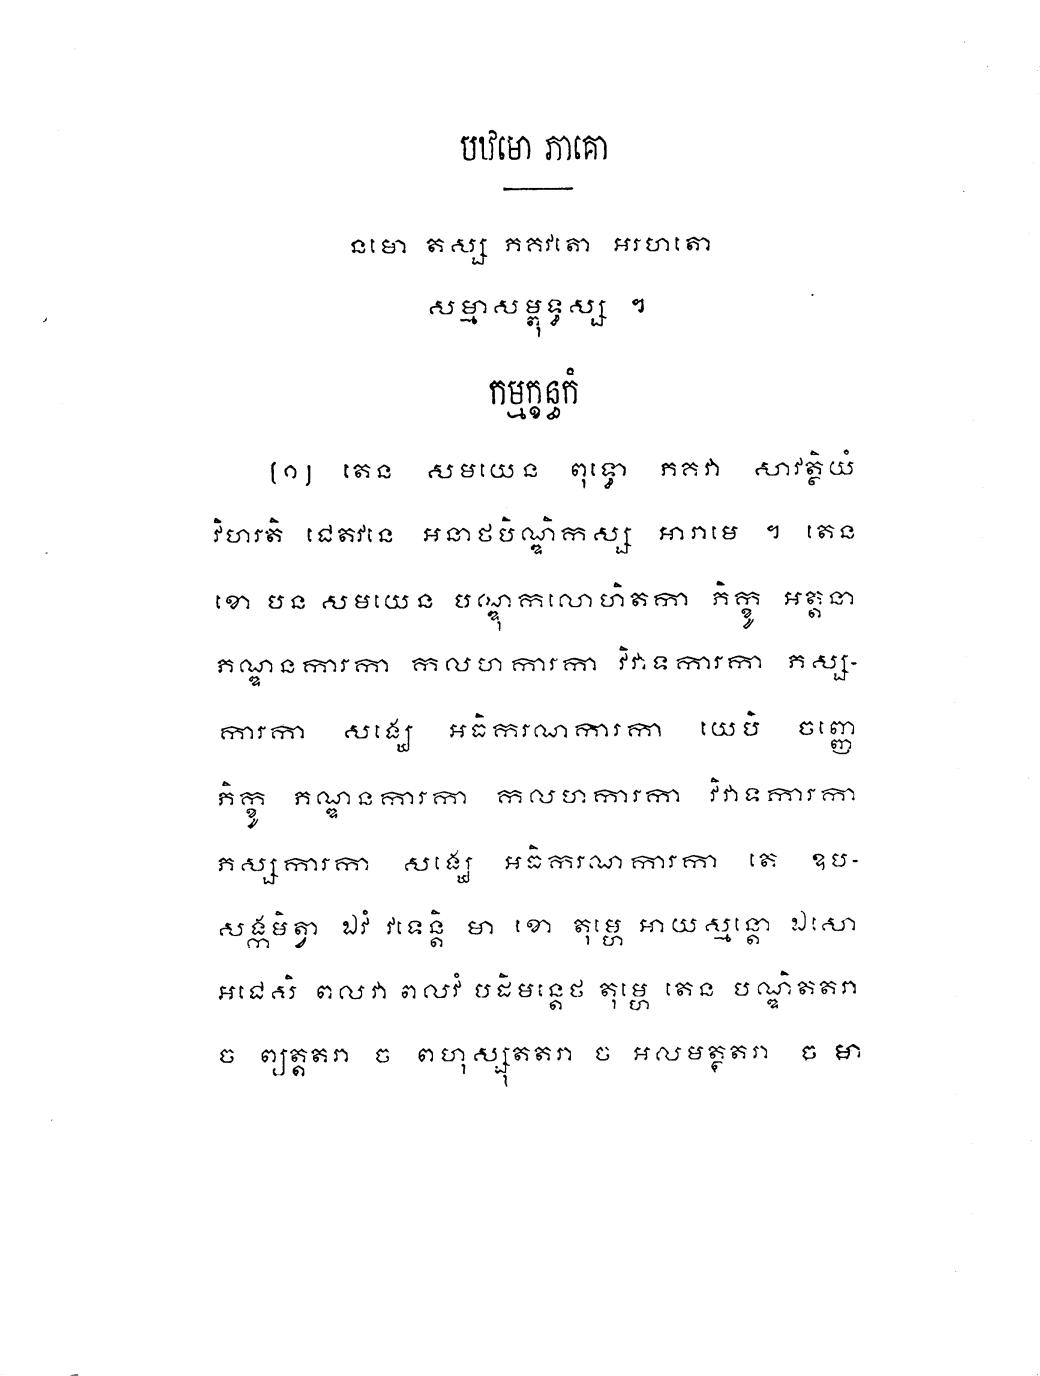 បឋមោ ភាគោ
នមោ តស្ស ភគវតោ អរហតោ
សម្មាសម្ពុទ្ធស្ស ។
កម្មក្ខន្ធកំ
(១) តេន សមយេន ពុទ្ធោ ភគវា សាវត្ថិយំ
វិហរតិ ជេតវនេ អនាថបិណ្ឌិកស្ស អារាមេ ។ តេន
ខោ បន សមយេន បណ្ឌុកលោហិតកា ភិក្ខូ អត្តនា
ភណ្ឌនការកា កលហការកា វិវាទការកា ភស្ស-
ការកា សង្ឃេ អធិករណការកា យេបិ ចញ្ញេ
ភិក្ខូ ភណ្ឌនការកា កលហការកា វិវាទការកា
ភស្សការកា សង្ឃេ អធិករណការកា តេ ឧប-
សង្កមិត្វា ឯវំ វទេន្តិ មា ខោ តុម្ហេ អាយស្មន្តោ ឯសោ
អជេសិ ពលវា ពលវំ បដិមន្តេថ តុម្ហេ តេន បណ្ឌិតតរា
ច ព្យត្តតរា ច ពហុស្សុតតរា ច អលមត្តតរា ច មា